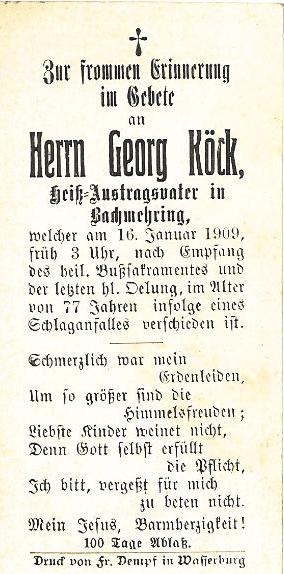 Zur frommen Erinnerung
im Gebete
an
Herrn Georg Köck,
Heiß-Austragsvater in
Bachmehring,
welcher am 16. Januar 1909,
früh 3 Uhr, nach Empfang
des heil. Bußsakramentes und
der letzten hl. Oelung, im Alter
von 77 Jahren infolge eines
Schlaganfalles verschieden ist.
Schmerzlich war mein
Erdenleiden,
Um so größer sind die
Himmelsfreuden;
Liebste Kinder weinet nicht,
Denn Gott selbst erfüllt
die Pflicht,
Ich bitt, vergeßt für mich
zu beten nicht.
Mein Jesus, Barmherzigkeit!
100 Tage Ablaß.
Druck von Fr. Dempf in Wasserburg